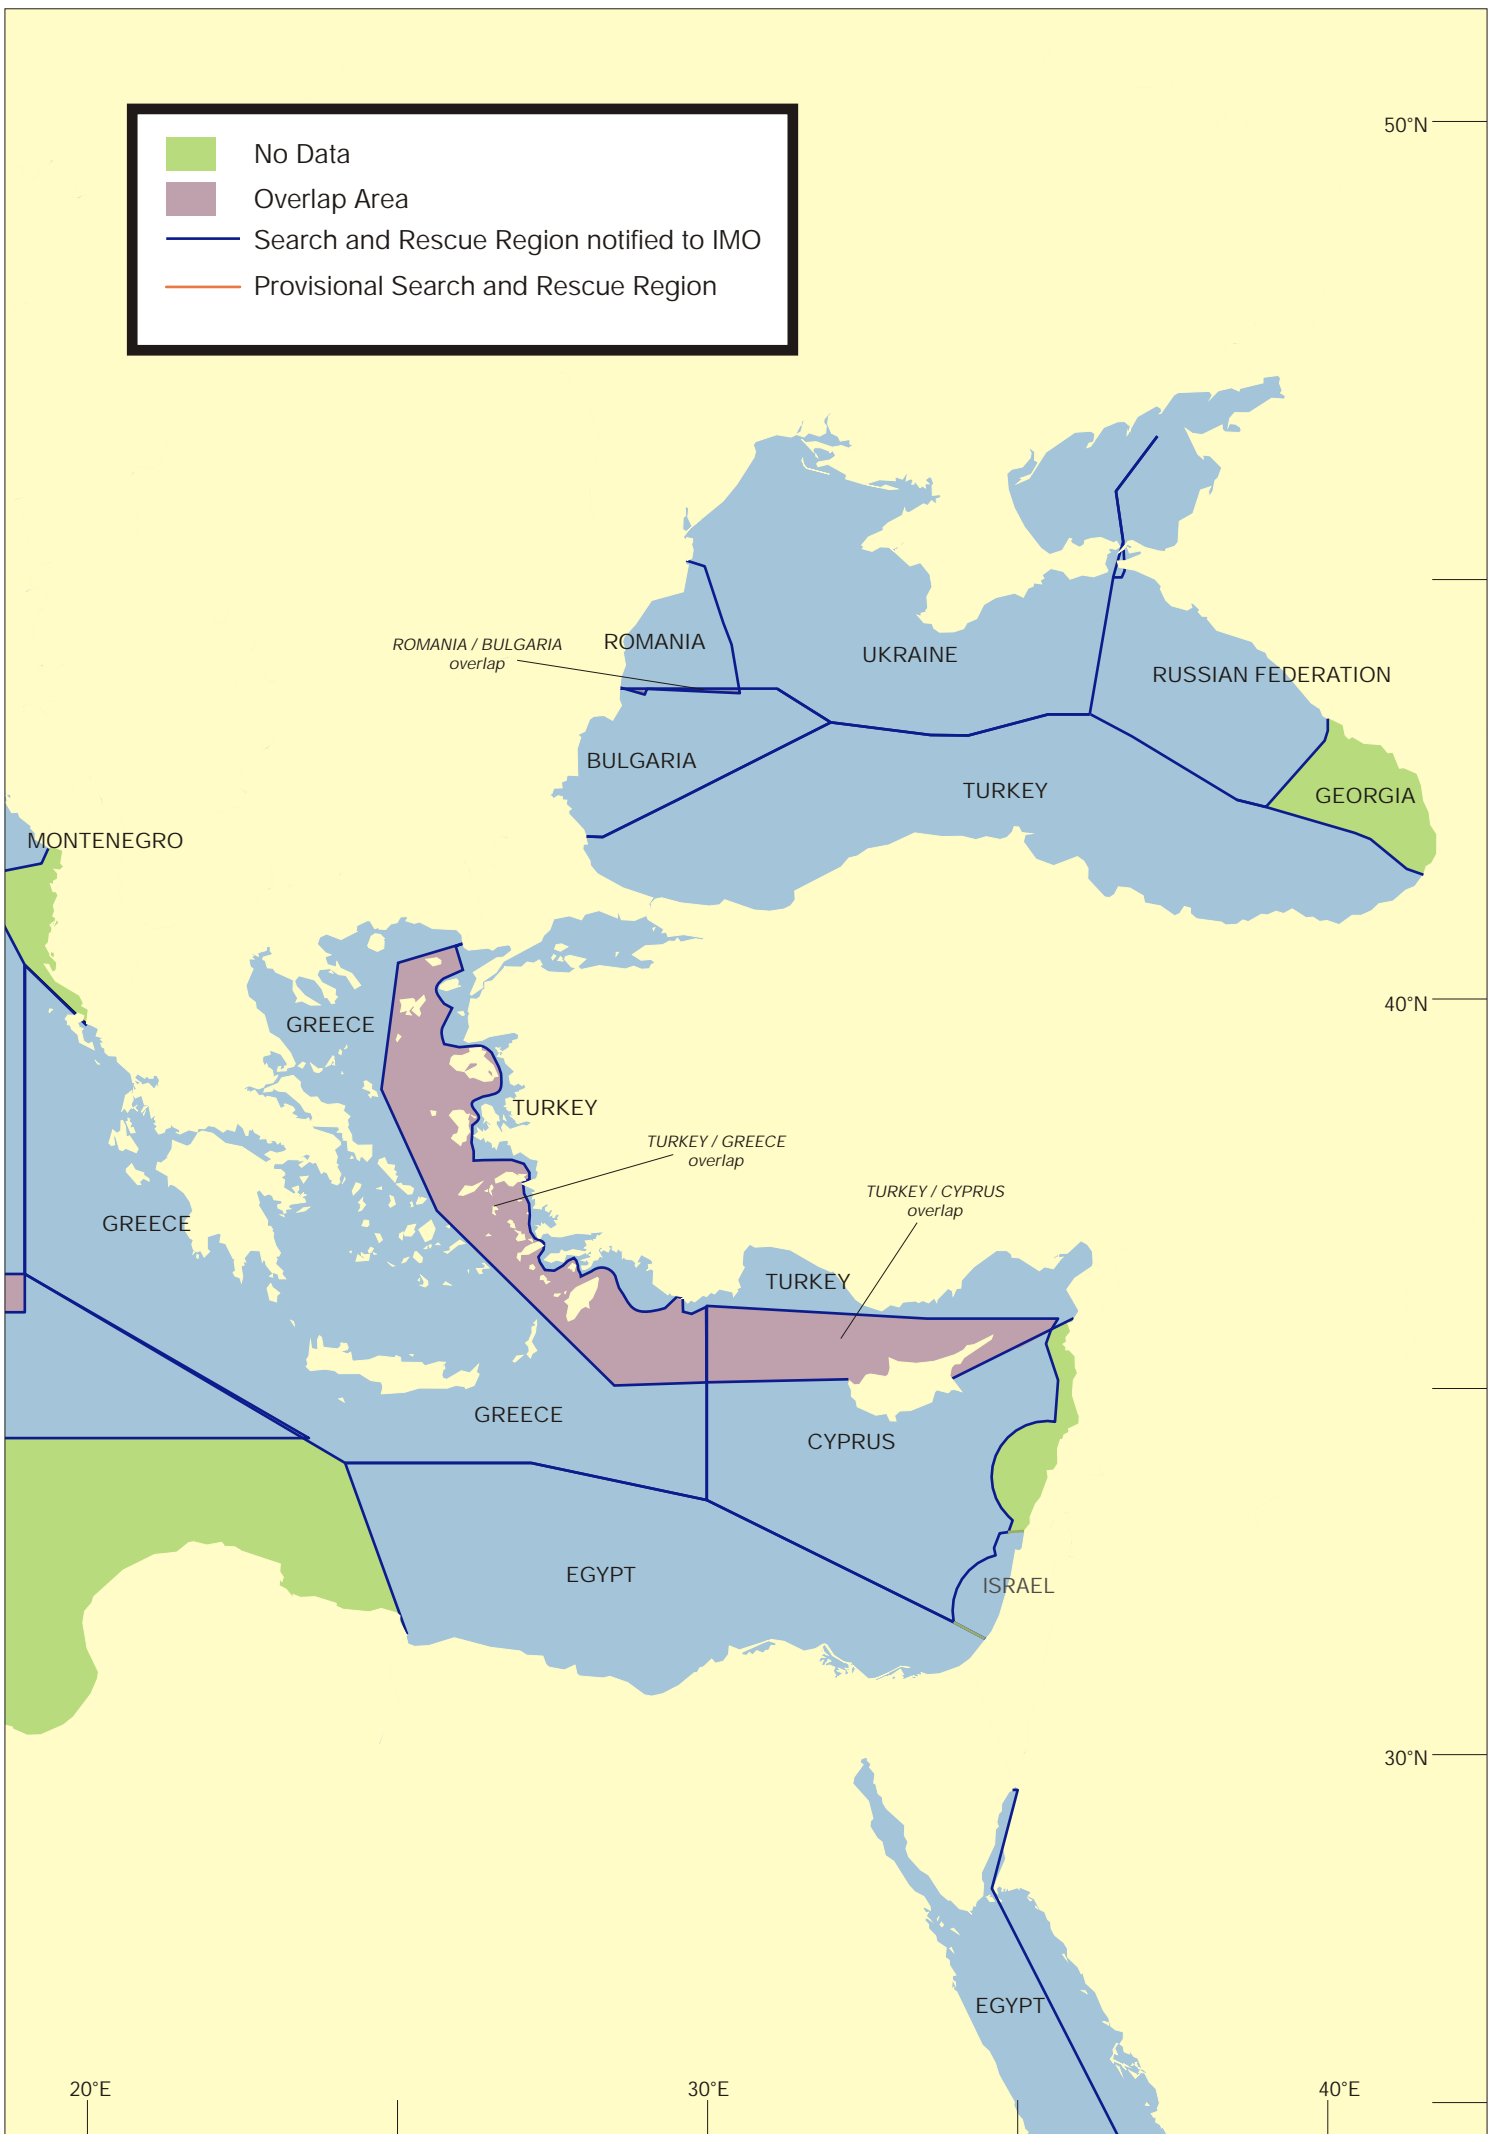 50°N
No Data
Overlap Area
Search and Rescue Region notified to IMO
Provisional Search and Rescue Region
ROMANIA / BULGARIA
overlap
ROMANIA
UKRAINE
RUSSIAN FEDERATION
BULGARIA
TURKEY
GEORGIA
MONTENEGRO
40°N
GREECE
TURKEY
TURKEY / GREECE
overlap
TURKEY / CYPRUS
overlap
GREECE
TURKEY
GREECE
CYPRUS
EGYPT
ISRAEL
30°N
EGYPT
20°E
30°E
40°E